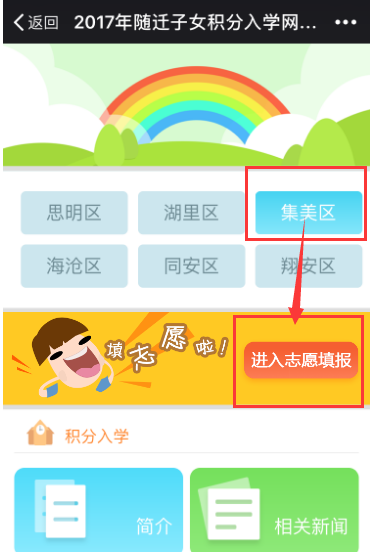 返回 2017年随迁子女积分入学网...
思明区 湖里区 集美区
海沧区 同安区 翔安区
填志愿啦！ 进入志愿填报
积分入学
简介 相关新闻